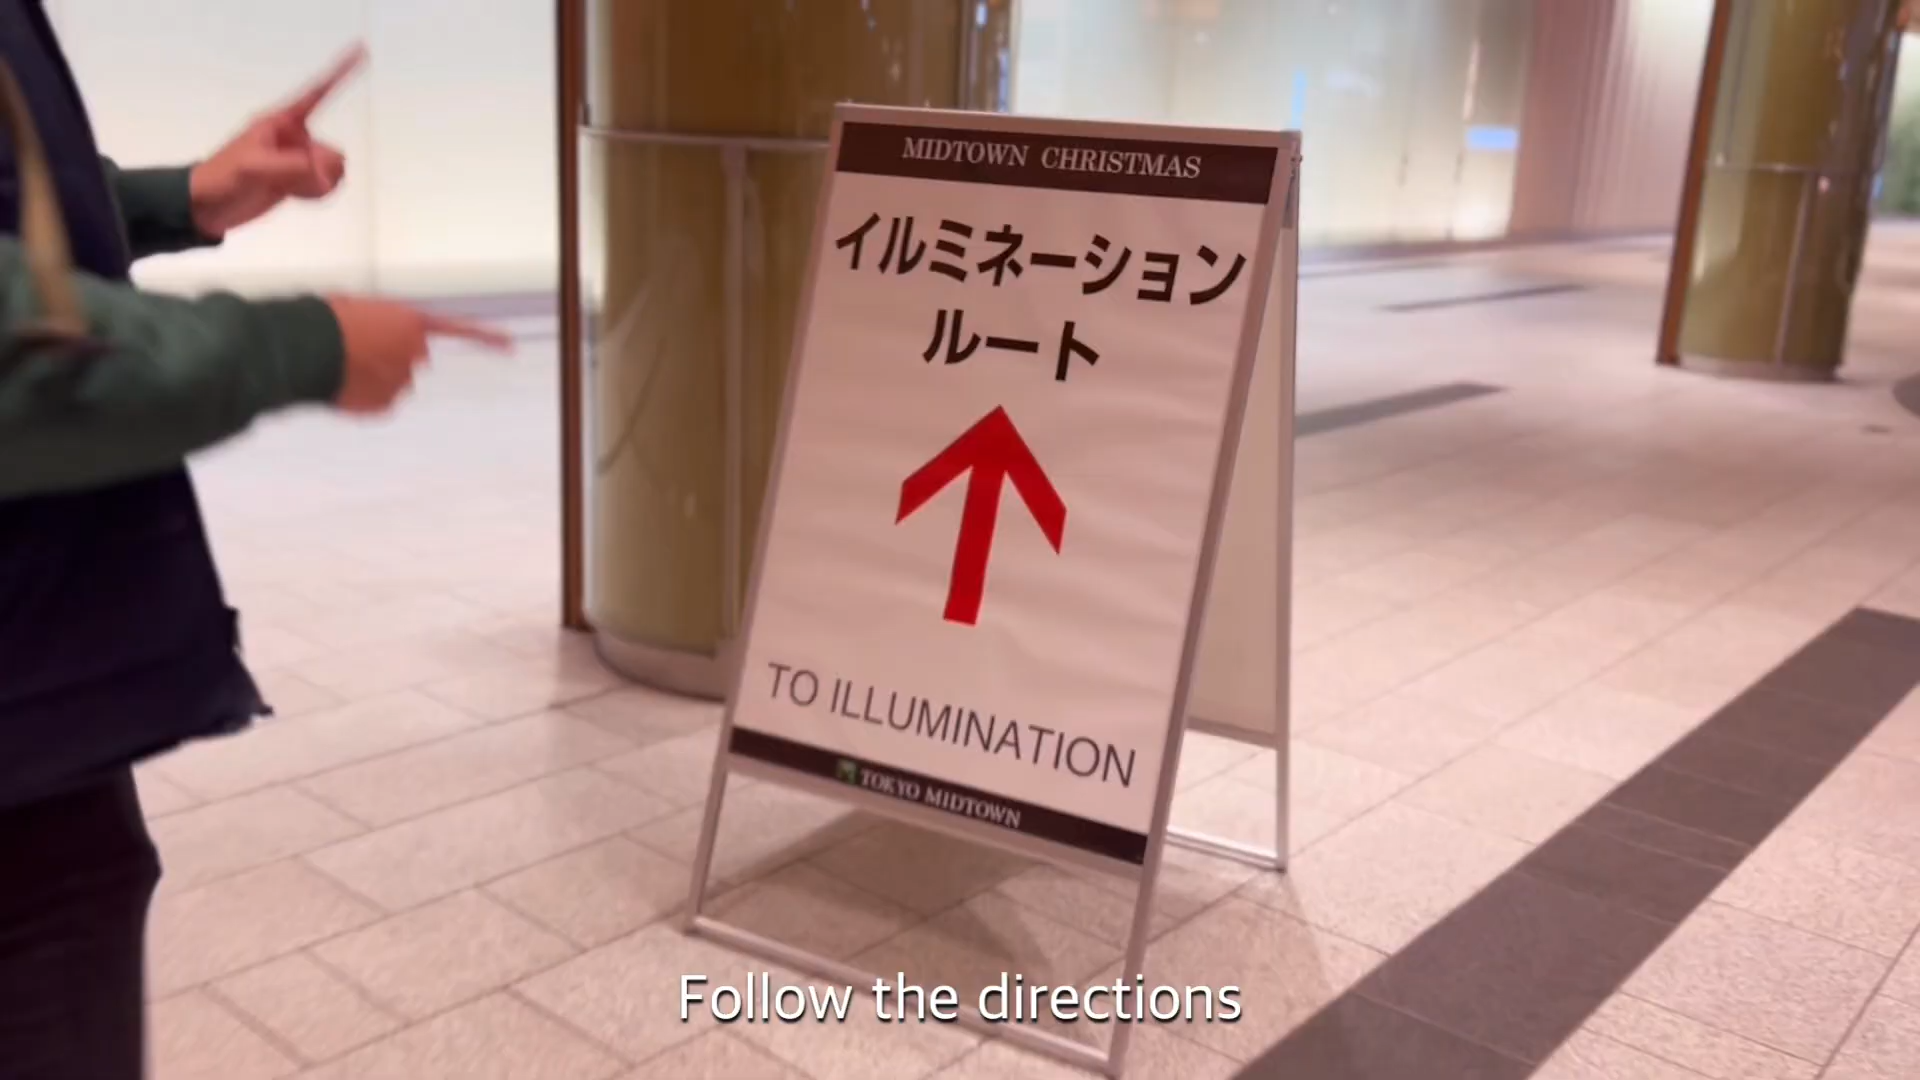 MIDTOWN CHRISTMAS
イルミネーション
ルート
TO ILLUMINATION
TOKYO MIDTOWN
Follow the directions